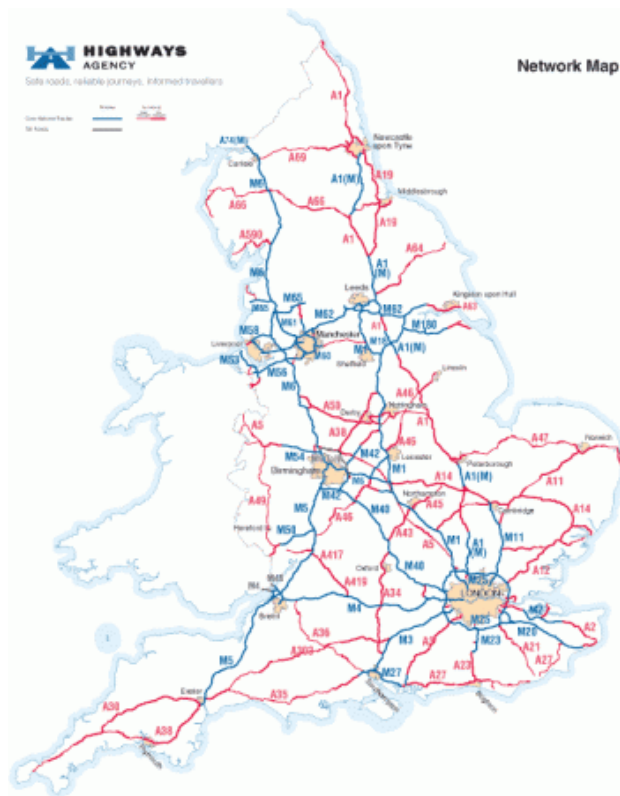 HIGHWAYS
AGENCY
Safe roads, reliable journeys, informed travellers
Network Map
A1
A74(M)
Newcastle
upon Tyne
Carlisle
A69
M6
A1(M)
A19
Middlesbrough
A66
A66
A19
A1
A590
A64
A1
(M)
M6
Leeds
Kingston upon Hull
M65
M62
M62
A63
M61
A1
M180
M58
Manchester
M18
Liverpool
M1
A1(M)
M53
M60
Sheffield
M56
Lincoln
M6
A46
A50
Derby
Nottingham
A1
A5
A38
A46
A47
Norwich
M54
M42
Leicester
Peterborough
Birmingham
M6
M1
A14
A1(M)
A11
M42
Northampton
A49
M5
M40
A45
Cambridge
A14
A46
Hereford
M50
A43
A5
M1
A1
(M)
M11
A417
Oxford
M40
A12
A419
M25
M48
M4
A34
LONDON
M4
M2
Bristol
M25
A36
M3
A3
M23
M20
A2
A303
A21
M5
M27
A23
A27
A27
Exeter
A35
Southampton
Brighton
A30
A38
Plymouth